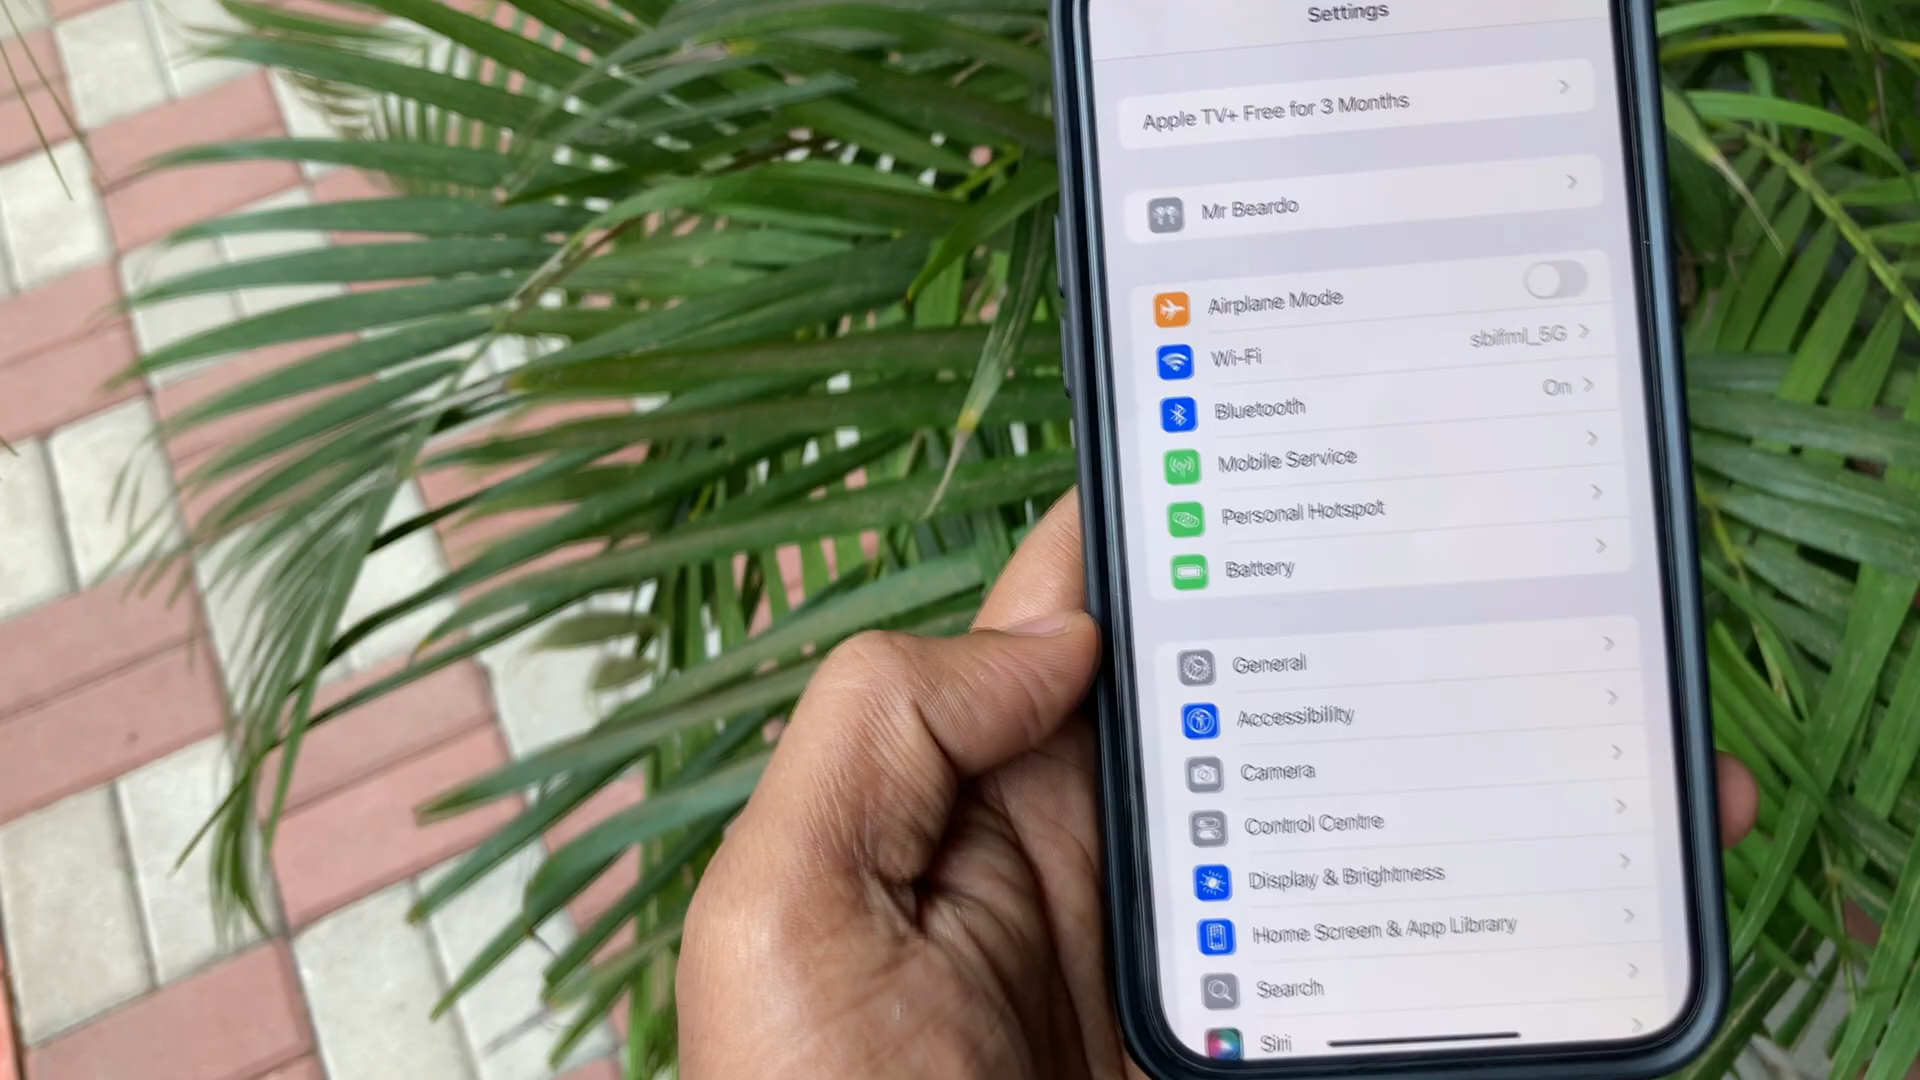 Settings
Apple TV+ Free for 3 Months
Mr Beardo
Airplane Mode
Wi-Fi
Bluetooth
On
Mobile Service
Personal Hotspot
Battery
General
Accessibility
Camera
Control Centre
Display & Brightness
Home Screen & App Library
Search
Siri